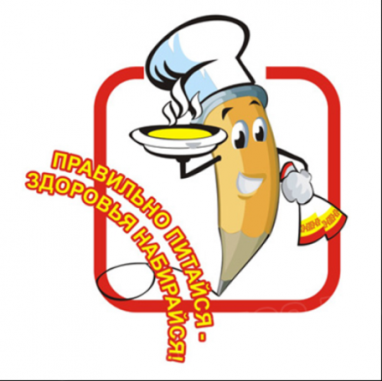 ПРАВИЛЬНО ПИТАЙСЯ -
ЗДОРОВЬЯ НАБИРАЙСЯ!